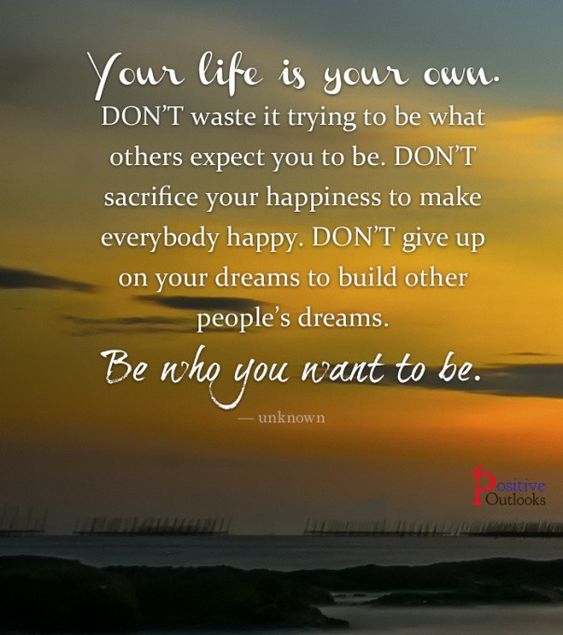 Your life is your own.
DON'T waste it trying to be what
others expect you to be. DON'T
sacrifice your happiness to make
everybody happy. DON'T give up
on your dreams to build other
people's dreams.
Be who you want to be.
— unknown
Positive
Outlooks